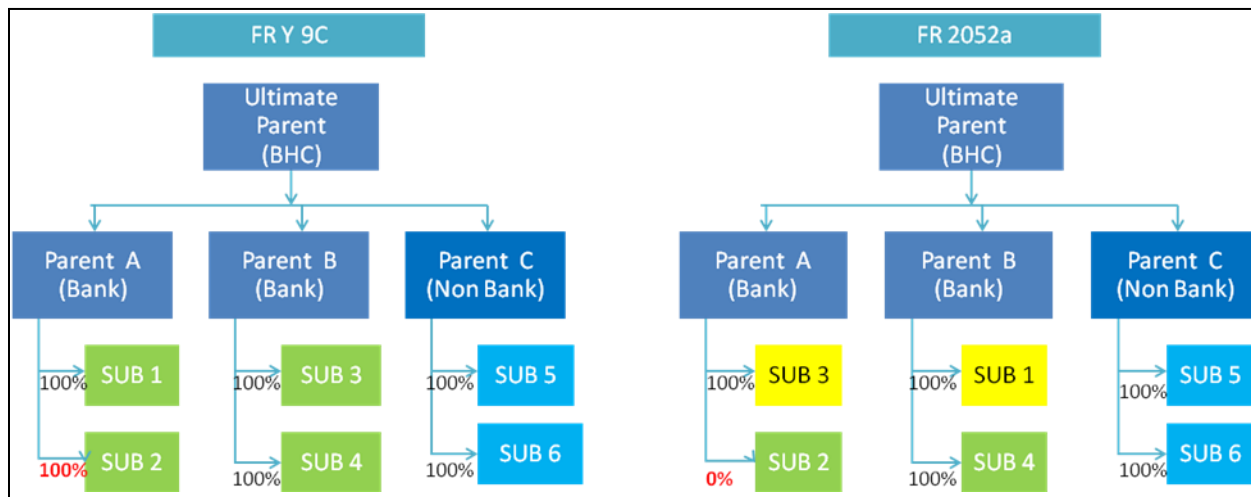 FR Y 9C
Ultimate
Parent
(BHC)
Parent A
(Bank)
Parent B
(Bank)
Parent C
(Non Bank)
100%
SUB 1
100%
SUB 3
100%
SUB 5
100%
SUB 2
100%
SUB 4
100%
SUB 6
FR 2052a
Ultimate
Parent
(BHC)
Parent A
(Bank)
Parent B
(Bank)
Parent C
(Non Bank)
100%
SUB 3
100%
SUB 1
100%
SUB 5
0%
SUB 2
100%
SUB 4
100%
SUB 6